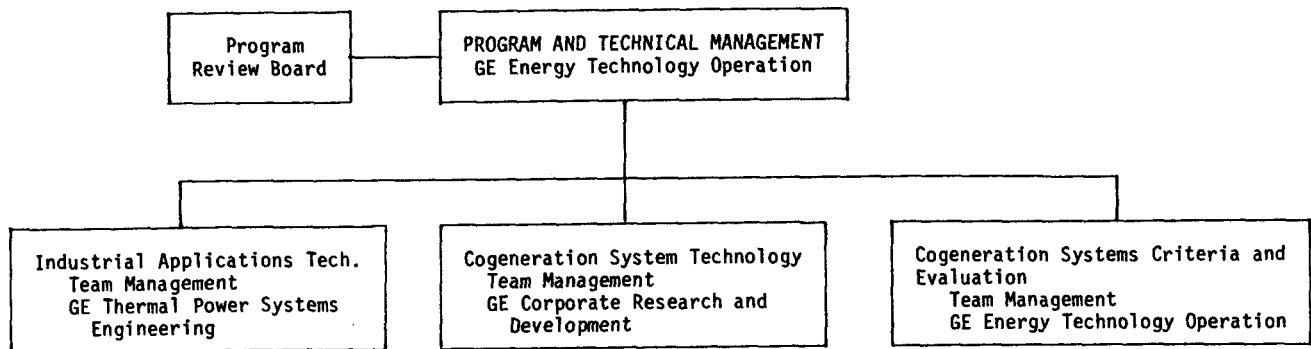 Program
Review Board
PROGRAM AND TECHNICAL MANAGEMENT
GE Energy Technology Operation
Industrial Applications Tech.
Team Management
GE Thermal Power Systems
Engineering
Cogeneration System Technology
Team Management
GE Corporate Research and
Development
Cogeneration Systems Criteria and
Evaluation
Team Management
GE Energy Technology Operation